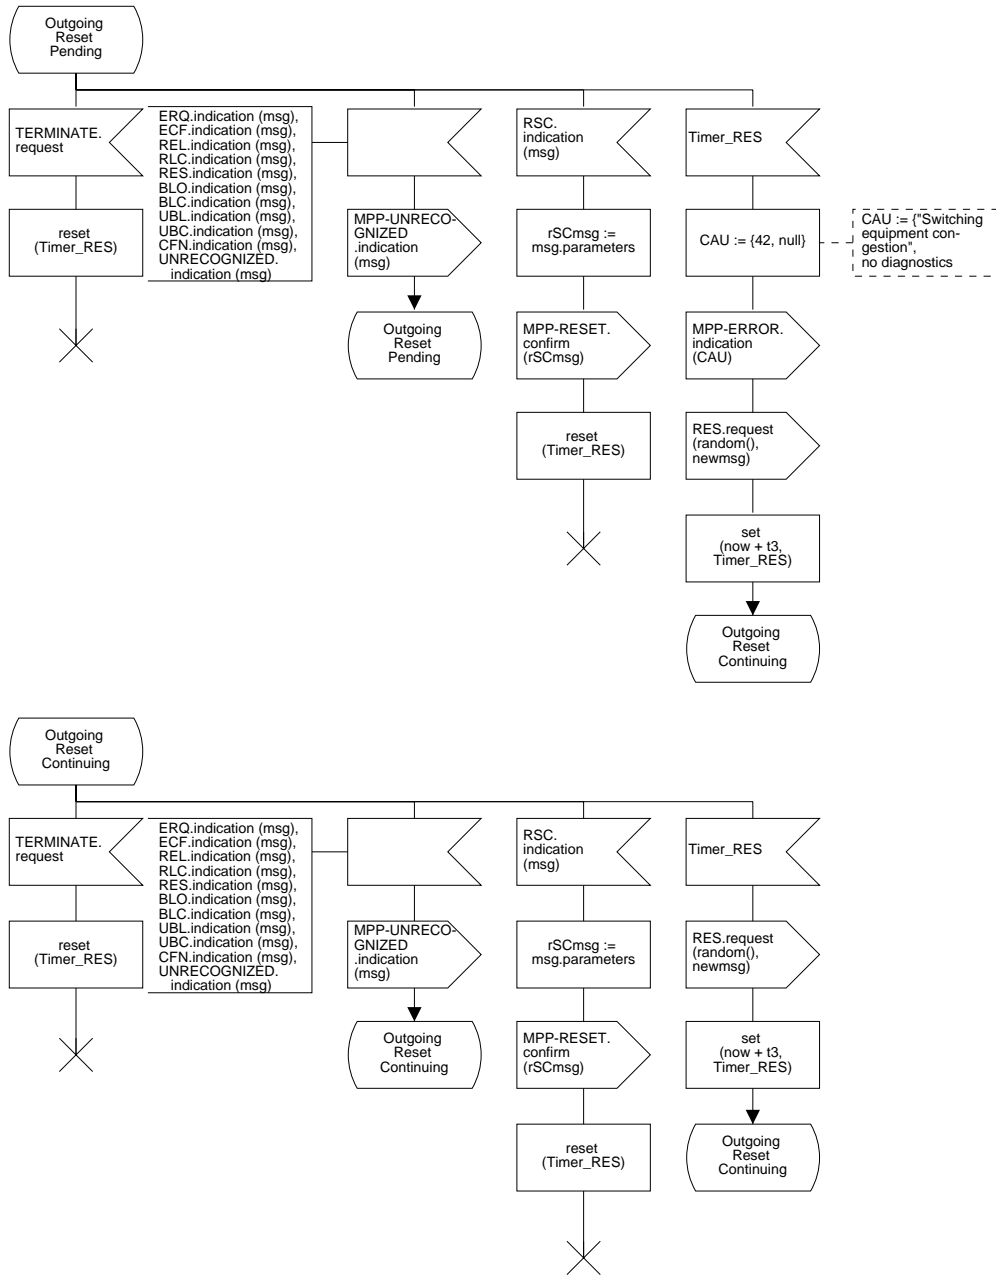 Outgoing
Reset
Pending
TERMINATE.
request
ERQ.indication (msg),
ECF.indication (msg),
REL.indication (msg),
RLC.indication (msg),
RES.indication (msg),
BLO.indication (msg),
BLC.indication (msg),
UBL.indication (msg),
UBC.indication (msg),
CFN.indication (msg),
UNRECOGNIZED.
indication (msg)
RSC.
indication
(msg)
Timer_RES
reset
(Timer_RES)
MPP-UNRECO-
GNIZED
.indication
(msg)
rSCmsg :=
msg.parameters
CAU := {42, null}
CAU := {"Switching
equipment con-
gestion",
no diagnostics
Outgoing
Reset
Pending
MPP-RESET.
confirm
(rSCmsg)
MPP-ERROR.
indication
(CAU)
reset
(Timer_RES)
RES.request
(random(),
newmsg)
set
(now + t3,
Timer_RES)
Outgoing
Reset
Continuing
Outgoing
Reset
Continuing
TERMINATE.
request
ERQ.indication (msg),
ECF.indication (msg),
REL.indication (msg),
RLC.indication (msg),
RES.indication (msg),
BLO.indication (msg),
BLC.indication (msg),
UBL.indication (msg),
UBC.indication (msg),
CFN.indication (msg),
UNRECOGNIZED.
indication (msg)
RSC.
indication
(msg)
Timer_RES
reset
(Timer_RES)
MPP-UNRECO-
GNIZED
.indication
(msg)
rSCmsg :=
msg.parameters
RES.request
(random(),
newmsg)
Outgoing
Reset
Continuing
MPP-RESET.
confirm
(rSCmsg)
set
(now + t3,
Timer_RES)
reset
(Timer_RES)
Outgoing
Reset
Continuing